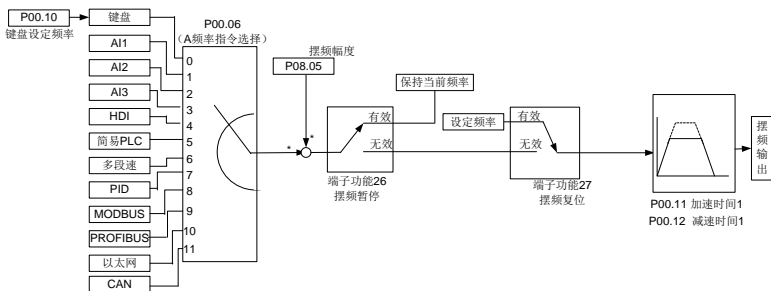 P00.10
键盘设定频率
键盘
AI1
AI2
AI3
HDI
简易PLC
多段速
PID
MODBUS
PROFIBUS
以太网
CAN
P00.06
(A频率指令选择)
0
1
2
3
4
5
6
7
8
9
10
11
摆频幅度
P08.05
*
*
保持当前频率
有效
无效
端子功能26
摆频暂停
设定频率
有效
无效
端子功能27
摆频复位
P00.11 加速时间1
P00.12 减速时间1
摆频输出